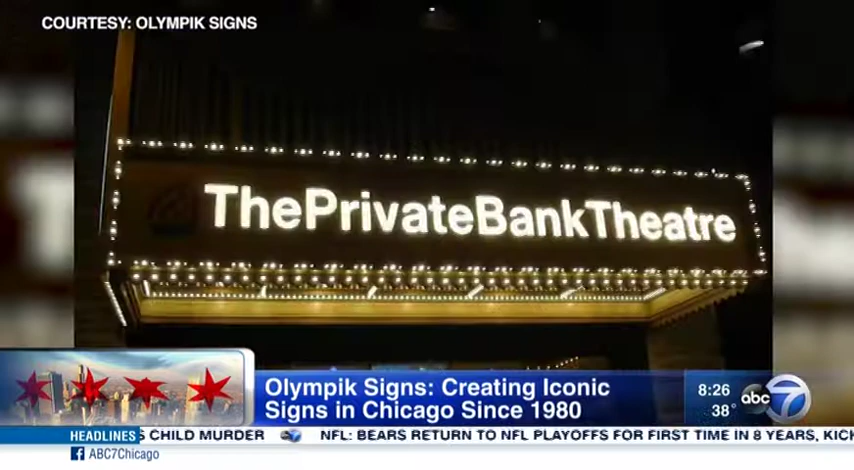 COURTESY: OLYMPIK SIGNS
ThePrivateBankTheatre
Olympik Signs: Creating Iconic
Signs in Chicago Since 1980
8:26
38°
abc 7
HEADLINES
CHILD MURDER
NFL: BEARS RETURN TO NFL PLAYOFFS FOR FIRST TIME IN 8 YEARS,
ABC7Chicago